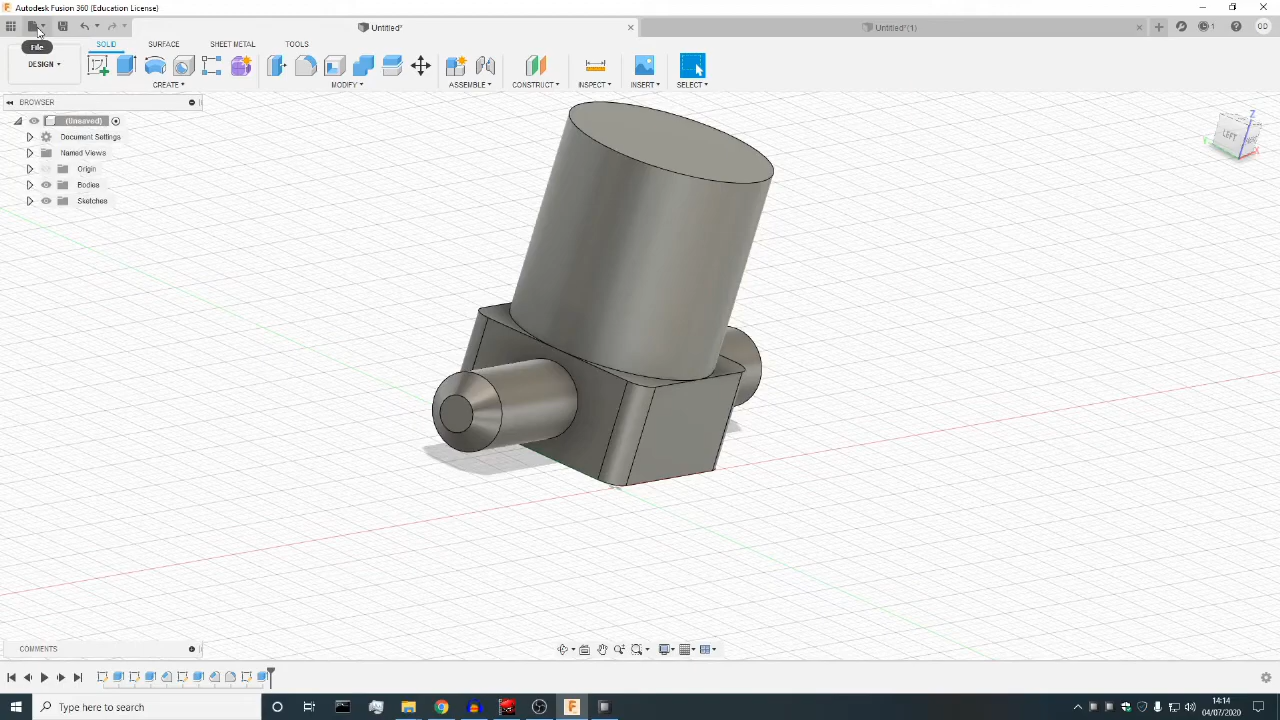 Autodesk Fusion 360 (Education License)
Untitled*
Untitled*(1)
1
OD
File
SOLID
SURFACE
SHEET METAL
TOOLS
DESIGN
CREATE
MODIFY
ASSEMBLE
CONSTRUCT
INSPECT
INSERT
SELECT
BROWSER
(Unsaved)
Document Settings
Named Views
Origin
Bodies
Sketches
Z
LEFT
COMMENTS
Type here to search
14:14
04/07/2020